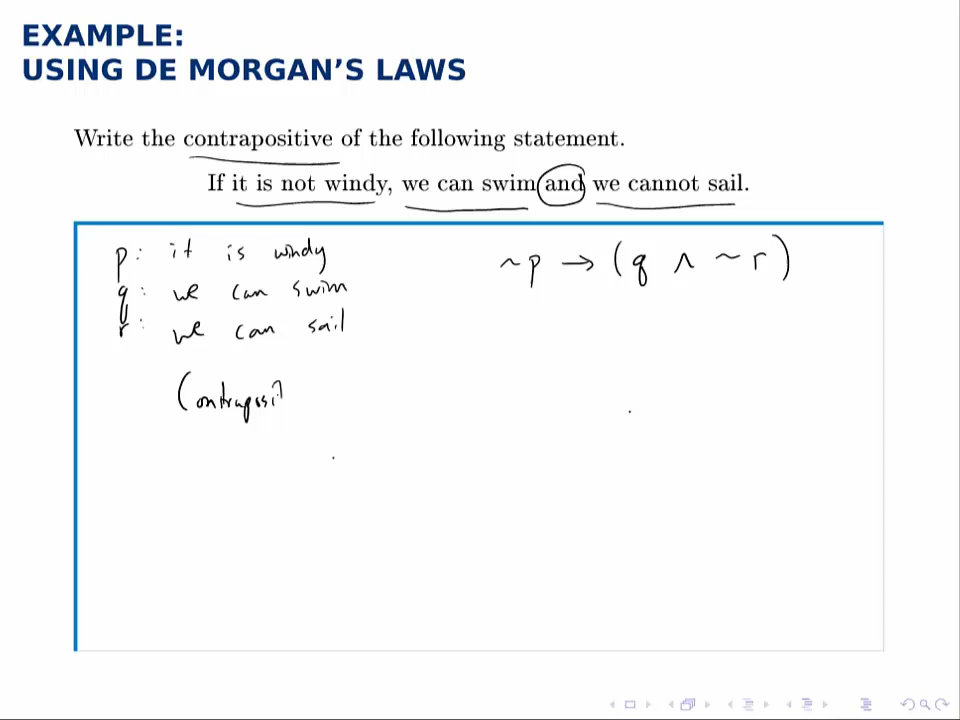 EXAMPLE:
USING DE MORGAN'S LAWS
Write the contrapositive of the following statement.
If it is not windy, we can swim and we cannot sail.
p: it is windy
~p → (q ∧ ~r)
q: we can swim
r: we can sail
Contraposit